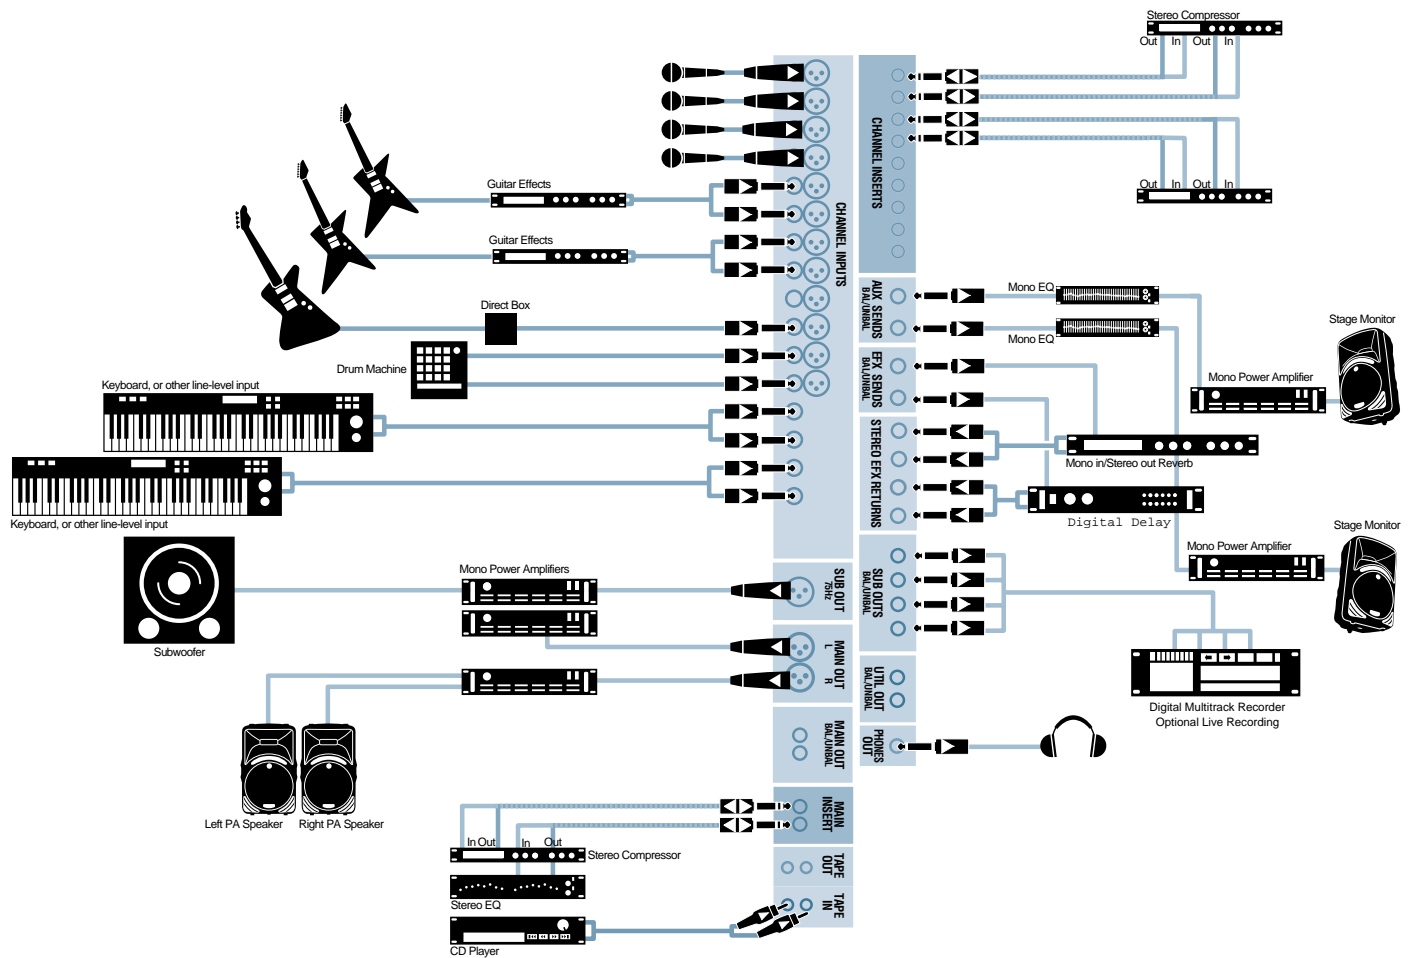 Stereo Compressor
Out In Out In
CHANNEL INPUTS
CHANNEL INSERTS
Out In Out In
Guitar Effects
Guitar Effects
Direct Box
Drum Machine
Keyboard, or other line-level input
Keyboard, or other line-level input
AUX SENDS
BAL/UNBAL
Mono EQ
Mono EQ
Stage Monitor
Mono Power Amplifier
EFX SENDS
BAL/UNBAL
STEREO EFX RETURNS
Mono in/Stereo out Reverb
Digital Delay
Stage Monitor
Mono Power Amplifier
SUB OUTS
BAL/UNBAL
Digital Multitrack Recorder
Optional Live Recording
UTIL OUT
BAL/UNBAL
PHONES
OUT
Mono Power Amplifiers
SUB OUT
75Hz
Subwoofer
MAIN OUT
L R
MAIN OUT
BAL/UNBAL
Left PA Speaker
Right PA Speaker
MAIN
INSERT
In Out In Out
Stereo Compressor
Stereo EQ
TAPE
OUT
TAPE
IN
CD Player